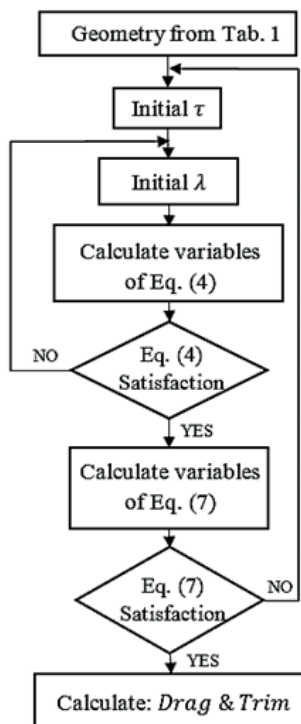 Geometry from Tab. 1
Initial τ
Initial λ
Calculate variables
of Eq. (4)
NO
Eq. (4)
Satisfaction
YES
Calculate variables
of Eq. (7)
Eq. (7)
NO
Satisfaction
YES
Calculate: Drag & Trim